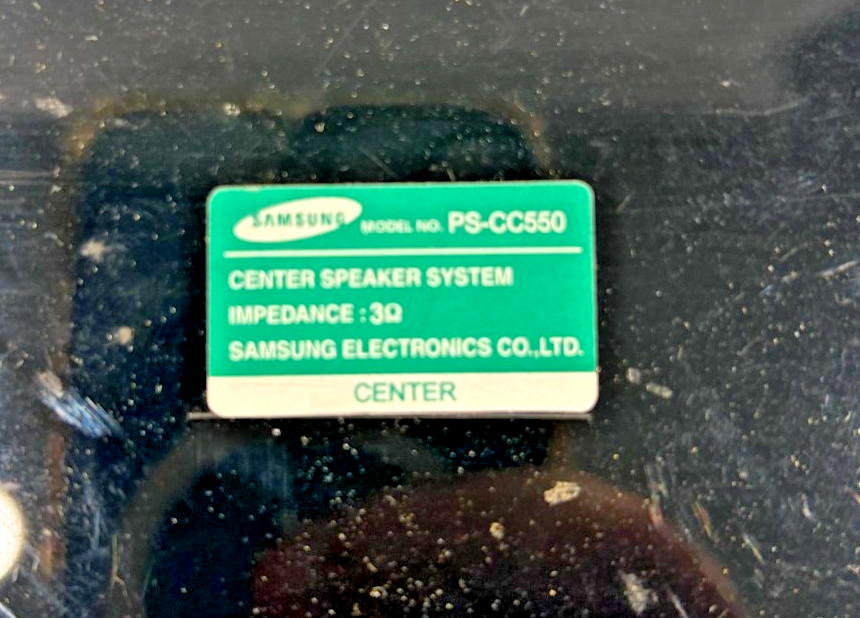 SAMSUNG MODEL NO. PS-CC550
CENTER SPEAKER SYSTEM
IMPEDANCE : 3Ω
SAMSUNG ELECTRONICS CO.,LTD.
CENTER